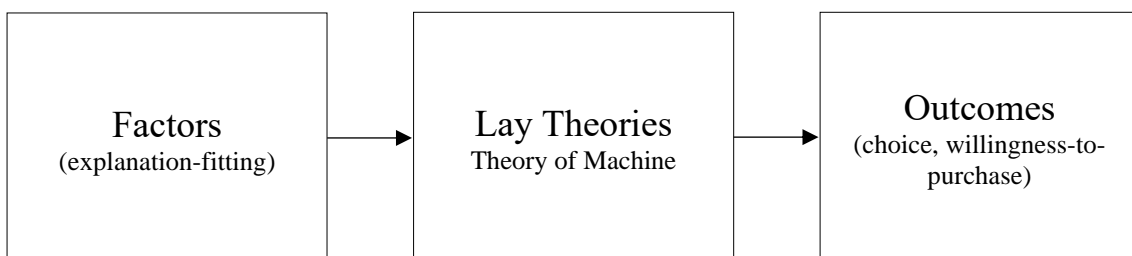 Factors
(explanation-fitting)
Lay Theories
Theory of Machine
Outcomes
(choice, willingness-to-
purchase)